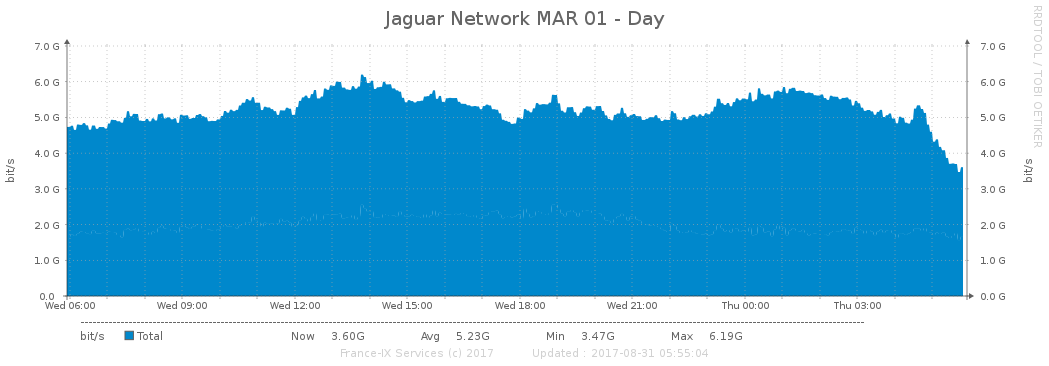 Jaguar Network MAR 01 - Day
RRDTOOL / TOBI OETIKER
7.0 G 7.0 G
6.0 G 6.0 G
5.0 G 5.0 G
4.0 G 4.0 G
3.0 G 3.0 G
2.0 G 2.0 G
1.0 G 1.0 G
0.0 0.0 G
bit/s
bit/s
Wed 06:00 Wed 09:00 Wed 12:00 Wed 15:00 Wed 18:00 Wed 21:00 Thu 00:00 Thu 03:00
bit/s Total Now 3.60G Avg 5.23G Min 3.47G Max 6.19G
France-IX Services (c) 2017 Updated : 2017-08-31 05:55:04